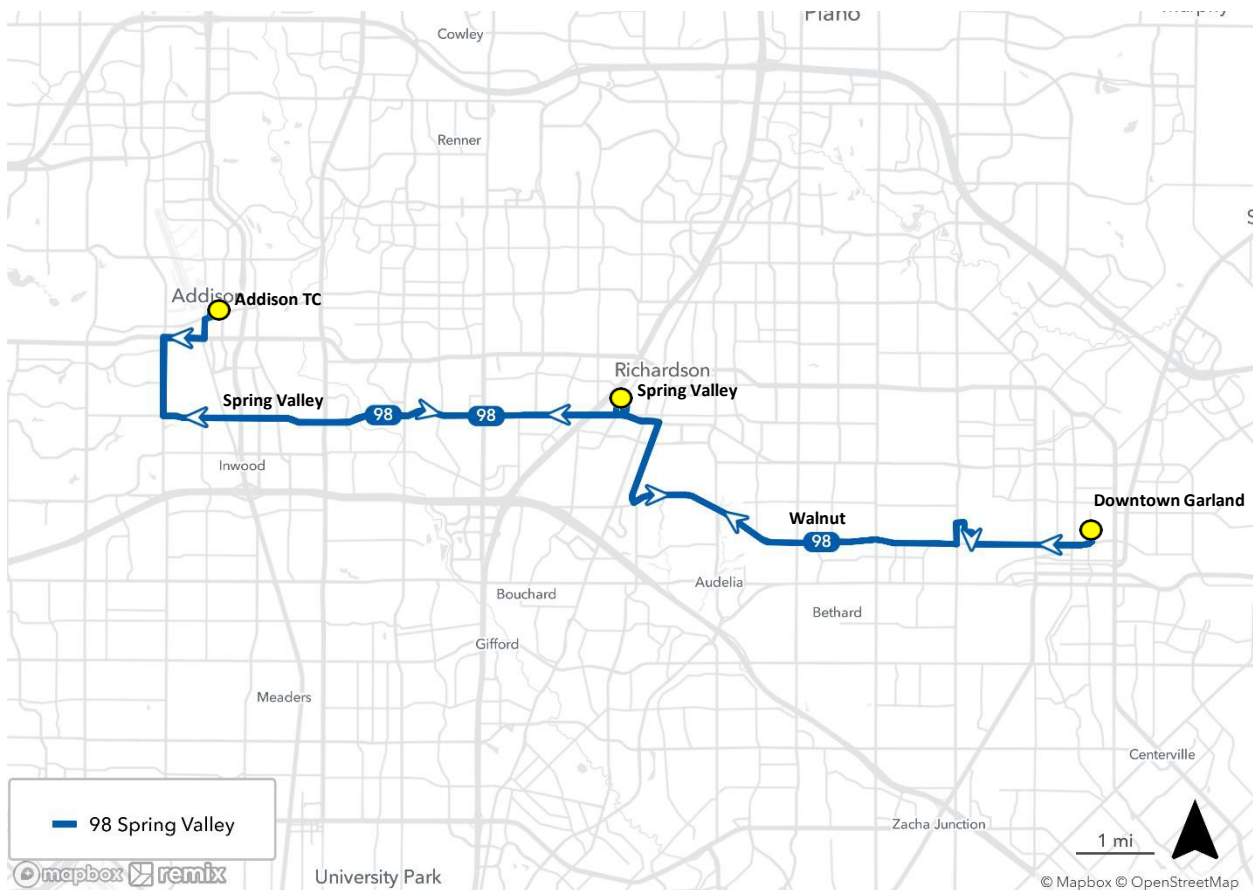 Plano
Cowley
Renner
Addison
Addison TC
Richardson
Spring Valley
Spring Valley
98
98
Inwood
Downtown Garland
Walnut
98
Audelia
Bouchard
Bethard
Gifford
Meaders
Centerville
98 Spring Valley
Zacha Junction
1 mi
mapbox remix
University Park
© Mapbox © OpenStreetMap